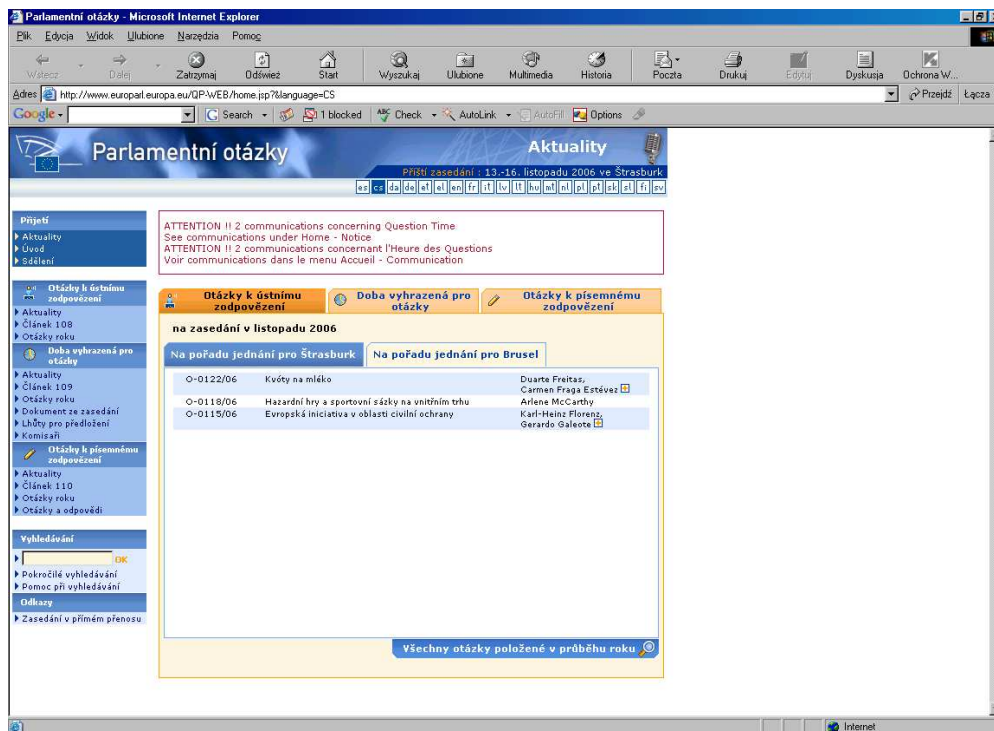 Parlamentní otázky - Microsoft Internet Explorer
Plik Edycja Widok Ulubione Narzędzia Pomoc
Wstecz Dalej Zatrzymaj Odśwież Start Wyszukaj Ulubione Multimedia Historia Poczta Drukuj Edytuj Dyskusja Ochrona W...
Adres http://www.europarl.europa.eu/QP-WEB/home.jsp?&language=CS Przejdź Łącza
Google Search 1 blocked Check AutoLink AutoFill Options
Parlamentní otázky
Aktuality
Příští zasedání : 13.-16. listopadu 2006 ve Štrasburk
es cs da de et el en fr it lv lt hu mt nl pl pt sk sl fi sv
Přijetí
Aktuality
Úvod
Sdělení
Otázky k ústnímu
zodpovězení
Aktuality
Článek 108
Otázky roku
Doba vyhrazená pro
otázky
Aktuality
Článek 109
Otázky roku
Dokument ze zasedání
Lhůty pro předložení
Komisaři
Otázky k písemnému
zodpovězení
Aktuality
Článek 110
Otázky roku
Otázky a odpovědi
Vyhledávání
OK
Pokročilé vyhledávání
Pomoc při vyhledávání
Odkazy
Zasedání v přímém přenosu
ATTENTION !! 2 communications concerning Question Time
See communications under Home - Notice
ATTENTION !! 2 communications concernant l'Heure des Questions
Voir communications dans le menu Accueil - Communication
Otázky k ústnímu
zodpovězení
Doba vyhrazená pro
otázky
Otázky k písemnému
zodpovězení
na zasedání v listopadu 2006
Na pořadu jednání pro Štrasburk
Na pořadu jednání pro Brusel
O-0122/06 Kvóty na mléko Duarte Freitas,
Carmen Fraga Estévez
O-0118/06 Hazardní hry a sportovní sázky na vnitřním trhu Arlene McCarthy
O-0115/06 Evropská iniciativa v oblasti civilní ochrany Karl-Heinz Florenz,
Gerardo Galeote
Všechny otázky položené v průběhu roku
Internet